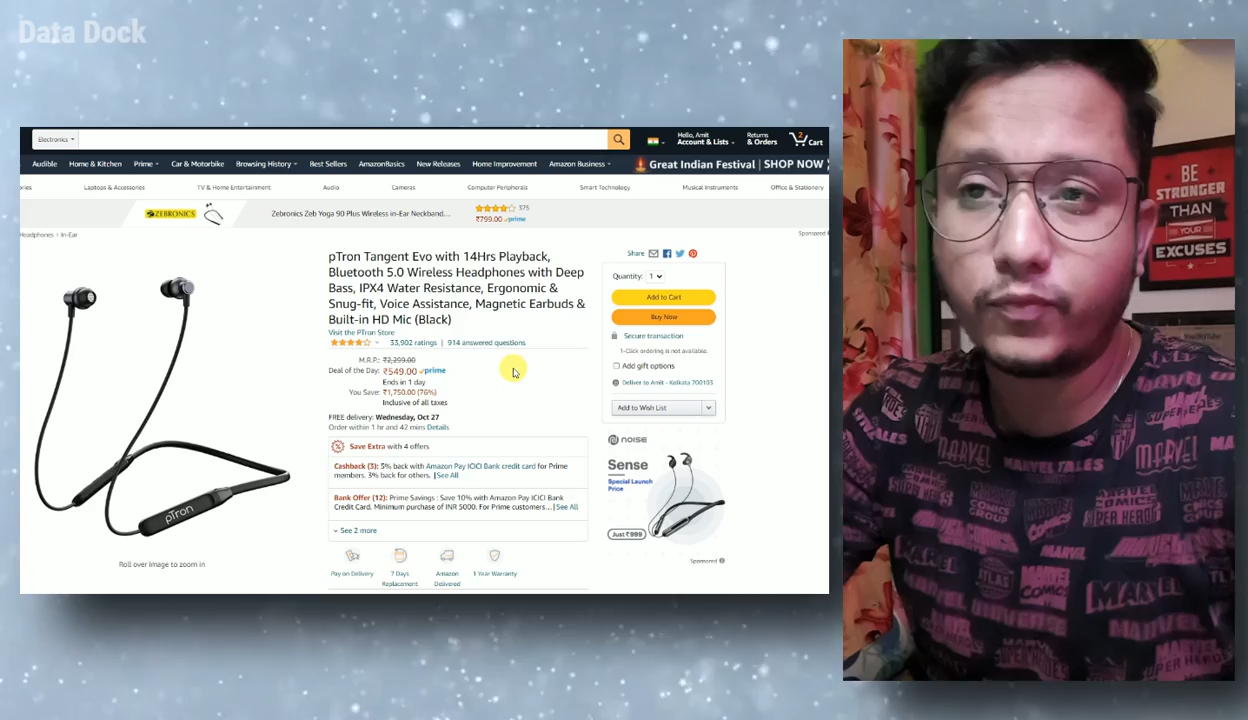 Data Dock
Electronics
Hello, Amit
Account & Lists
Returns
& Orders
2
Cart
Audible Home & Kitchen Prime Car & Motorbike Browsing History Best Sellers AmazonBasics New Releases Home Improvement Amazon Business Great Indian Festival | SHOP NOW
ries Laptops & Accessories TV & Home Entertainment Audio Cameras Computer Peripherals Smart Technology Musical Instruments Office & Stationery
ZEBRONICS Zebronics Zeb Yoga 90 Plus Wireless in-Ear Neckband... 375
₹799.00 prime
Headphones › In-Ear
Sponsored
pTron Tangent Evo with 14Hrs Playback,
Bluetooth 5.0 Wireless Headphones with Deep
Bass, IPX4 Water Resistance, Ergonomic &
Snug-fit, Voice Assistance, Magnetic Earbuds &
Built-in HD Mic (Black)
Visit the PTron Store
33,902 ratings | 914 answered questions
M.R.P.: ₹2,299.00
Deal of the Day: ₹549.00 prime
Ends in 1 day
You Save: ₹1,750.00 (76%)
Inclusive of all taxes
FREE delivery: Wednesday, Oct 27
Order within 1 hr and 42 mins Details
Save Extra with 4 offers
Cashback (3): 5% back with Amazon Pay ICICI Bank credit card for Prime
members. 3% back for others. | See All
Bank Offer (12): Prime Savings : Save 10% with Amazon Pay ICICI Bank
Credit Card. Minimum purchase of INR 5000. For Prime customers... | See All
See 2 more
Pay on Delivery
7 Days
Replacement
Amazon
Delivered
1 Year Warranty
pTron
Roll over image to zoom in
Share
Quantity: 1
Add to Cart
Buy Now
Secure transaction
1-Click ordering is not available.
Add gift options
Deliver to Amit - Kolkata 700103
Add to Wish List
noise
Sense
Special Launch
Price
Just ₹999
Sponsored
BE
STRONGER
THAN
YOUR
EXCUSES
MARVEL
MARVEL TALES
MARVEL
COMICS
GROUP
SUPER HEROES
ATLAS